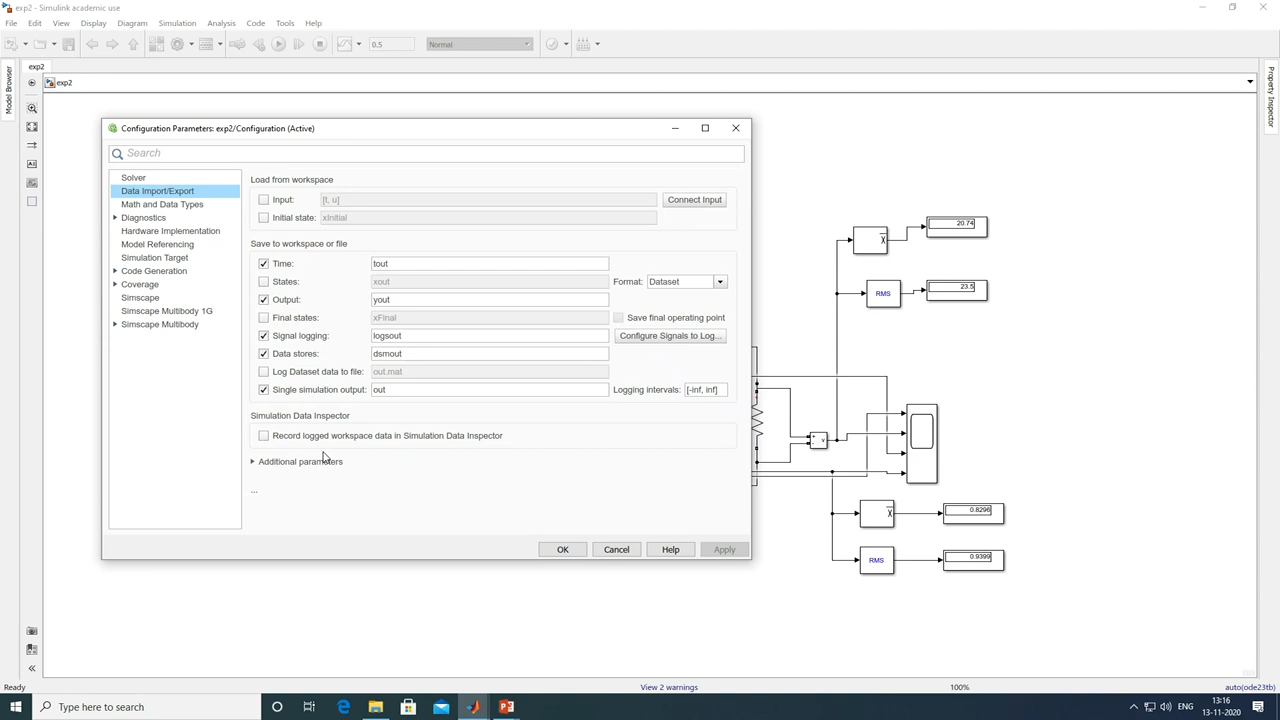 exp2 - Simulink academic use
File Edit View Display Diagram Simulation Analysis Code Tools Help
0.5 Normal
exp2
exp2
Model Browser
Property Inspector
Configuration Parameters: exp2/Configuration (Active)
Search
Solver
Data Import/Export
Math and Data Types
Diagnostics
Hardware Implementation
Model Referencing
Simulation Target
Code Generation
Coverage
Simscape
Simscape Multibody 1G
Simscape Multibody
Load from workspace
Input: [t, u] Connect Input
Initial state: xInitial
Save to workspace or file
Time: tout
States: xout Format: Dataset
Output: yout
Final states: xFinal Save final operating point
Signal logging: logsout Configure Signals to Log...
Data stores: dsmout
Log Dataset data to file: out.mat
Single simulation output: out Logging intervals: [-inf, inf]
Simulation Data Inspector
Record logged workspace data in Simulation Data Inspector
Additional parameters
...
OK Cancel Help Apply
X 20.74
RMS 23.5
+
- v
X 0.8296
RMS 0.9399
Ready View 2 warnings 100% auto(ode23tb)
Type here to search
ENG
13:16
13-11-2020